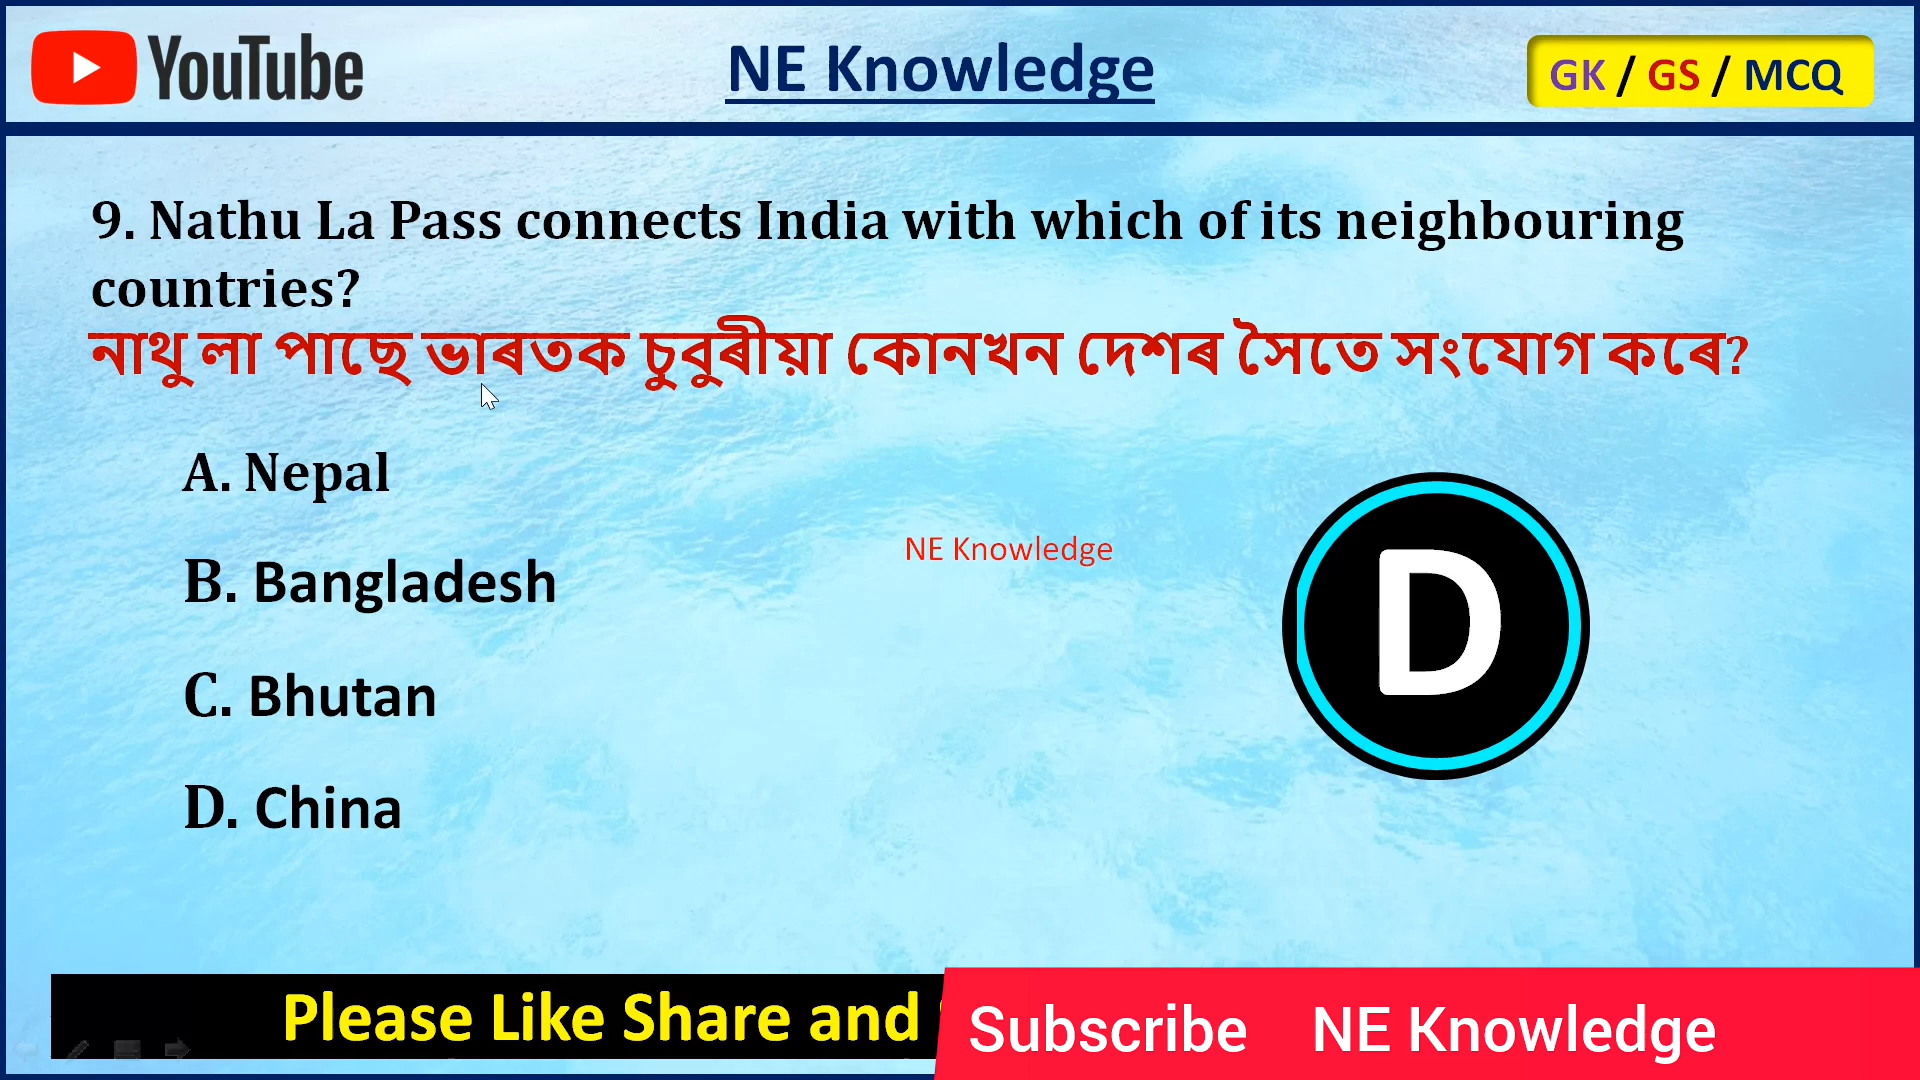 YouTube
NE Knowledge
GK / GS / MCQ
9. Nathu La Pass connects India with which of its neighbouring
countries?
নাথু লা পাছে ভাৰতক চুবুৰীয়া কোনখন দেশৰ সৈতে সংযোগ কৰে?
A. Nepal
NE Knowledge
B. Bangladesh
C. Bhutan
D. China
D
Please Like Share and
Subscribe NE Knowledge